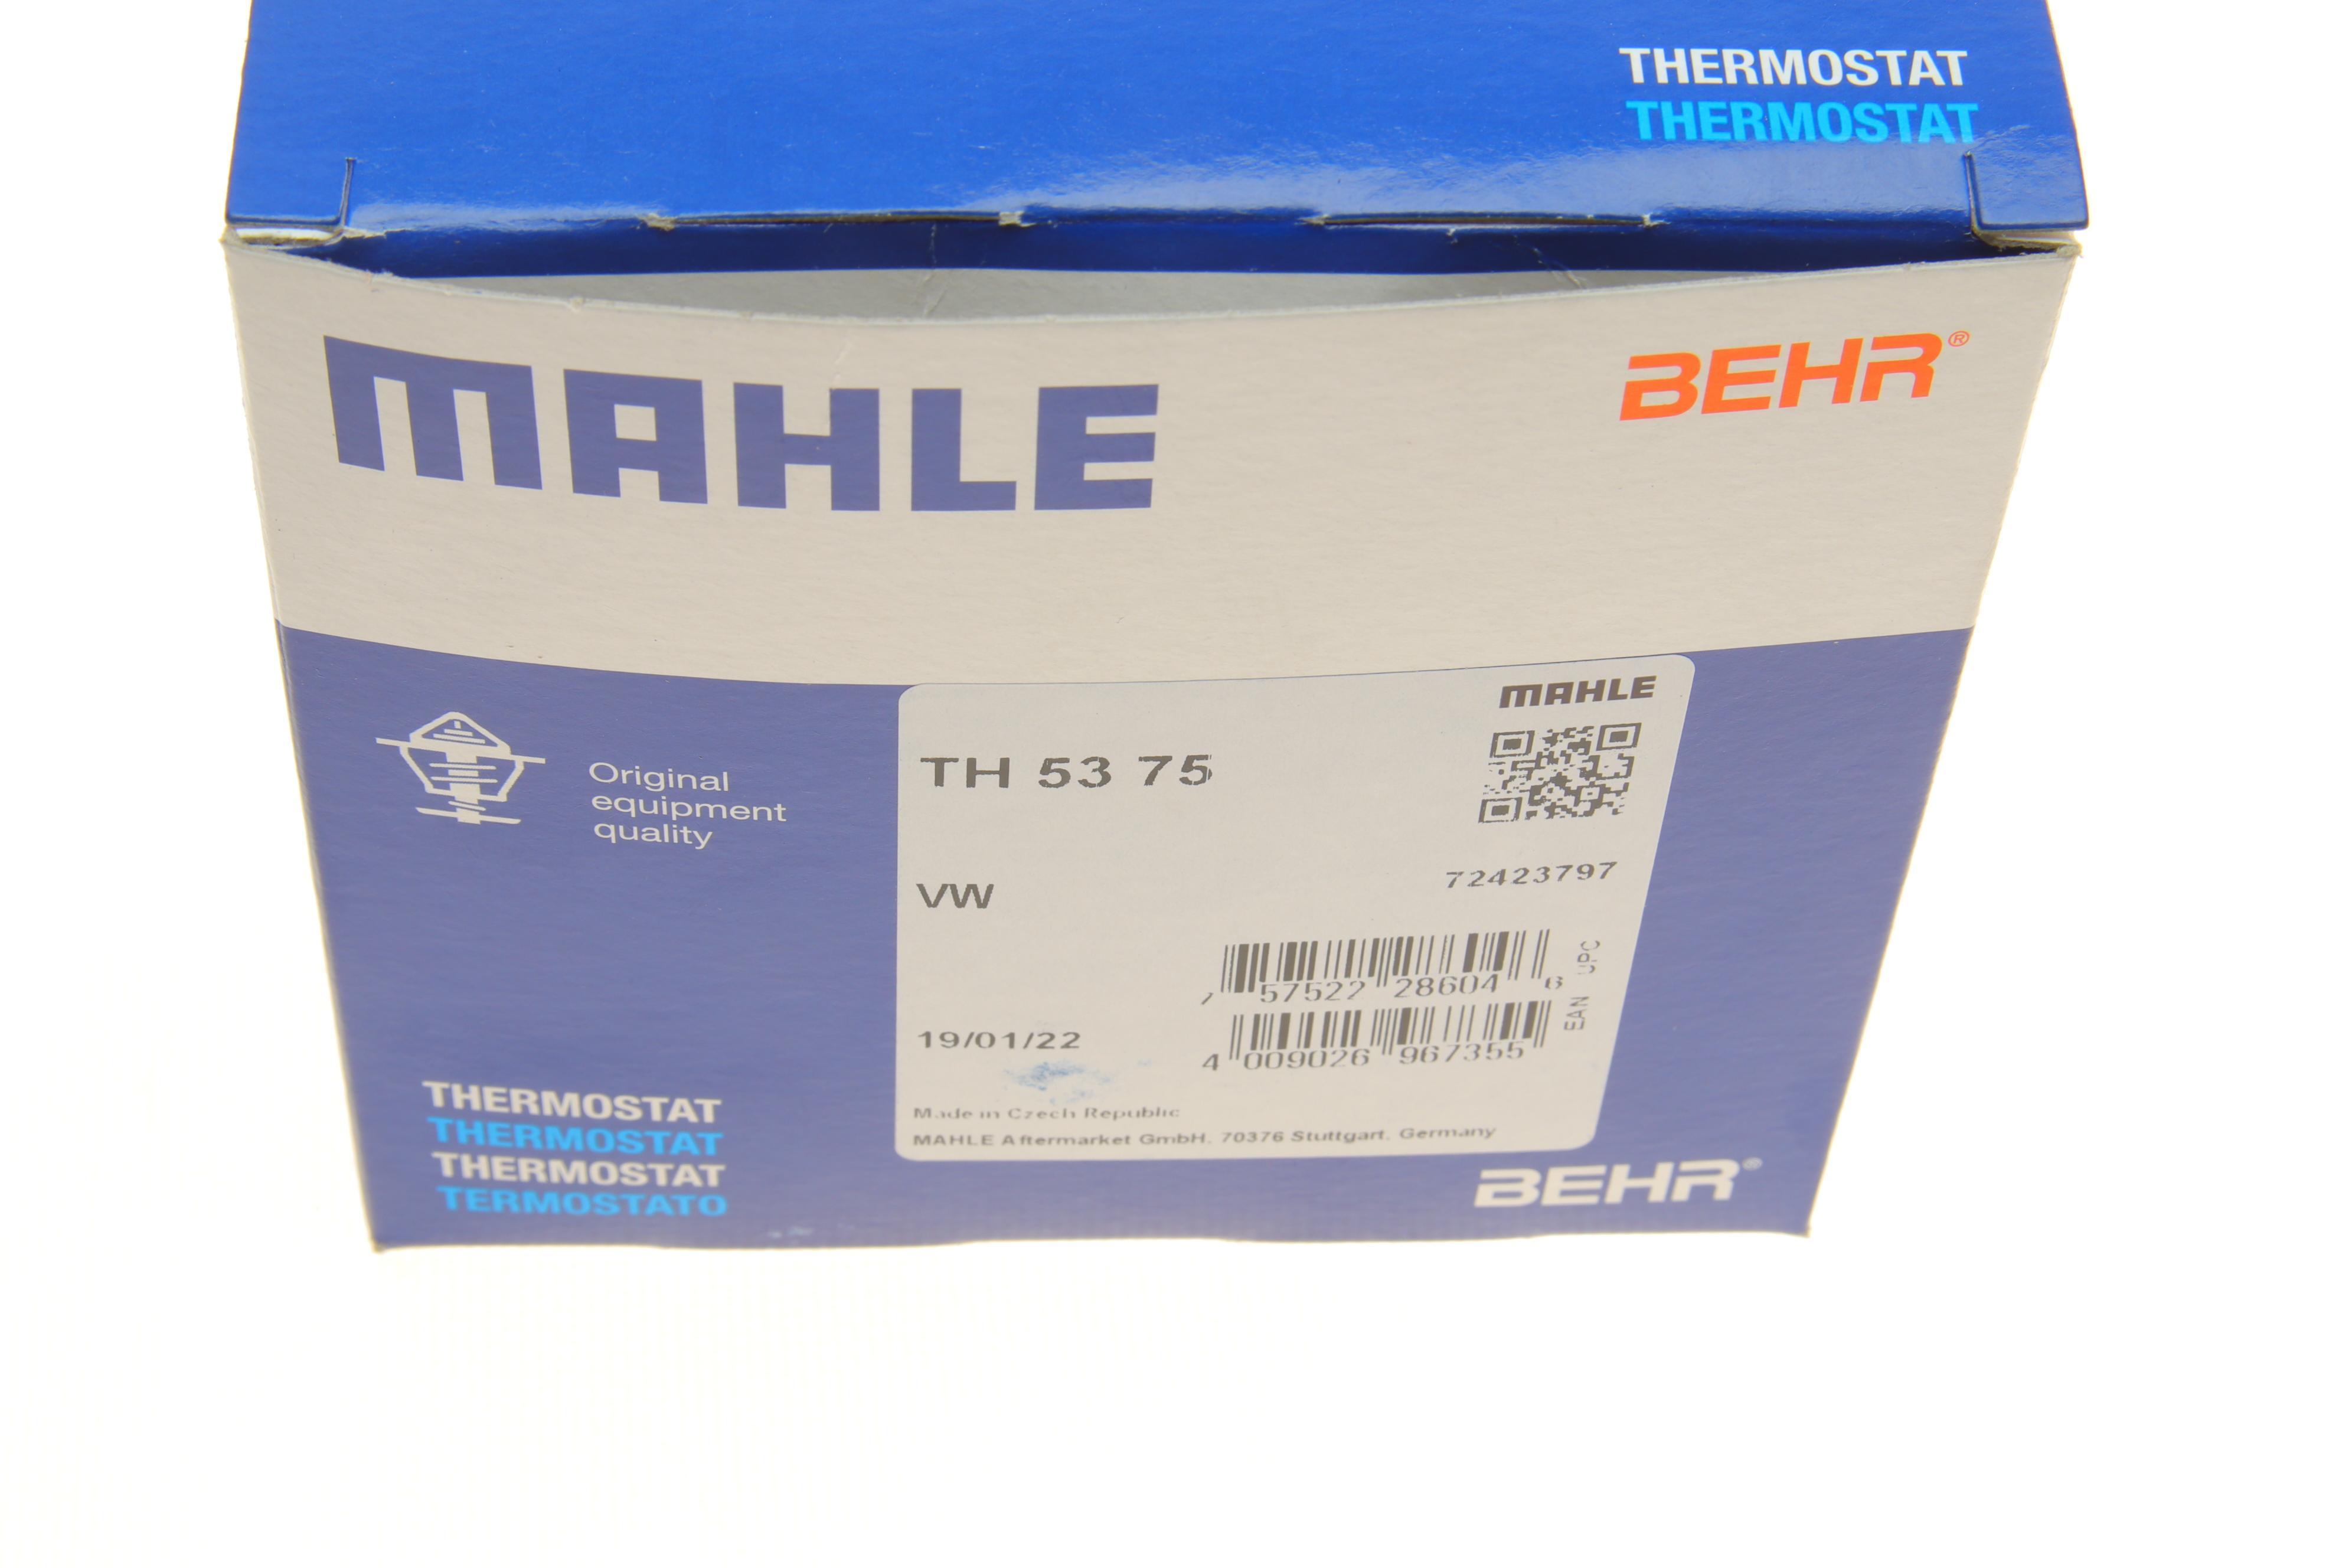 THERMOSTAT
THERMOSTAT
MAHLE
BEHR®
MAHLE
TH 53 75
Original
equipment
quality
VW
72423797
7 57522 28604 6
UPC
EAN
19/01/22
4 009026 967355
Made in Czech Republic
MAHLE Aftermarket GmbH. 70376 Stuttgart. Germany
THERMOSTAT
THERMOSTAT
THERMOSTAT
TERMOSTATO
BEHR®